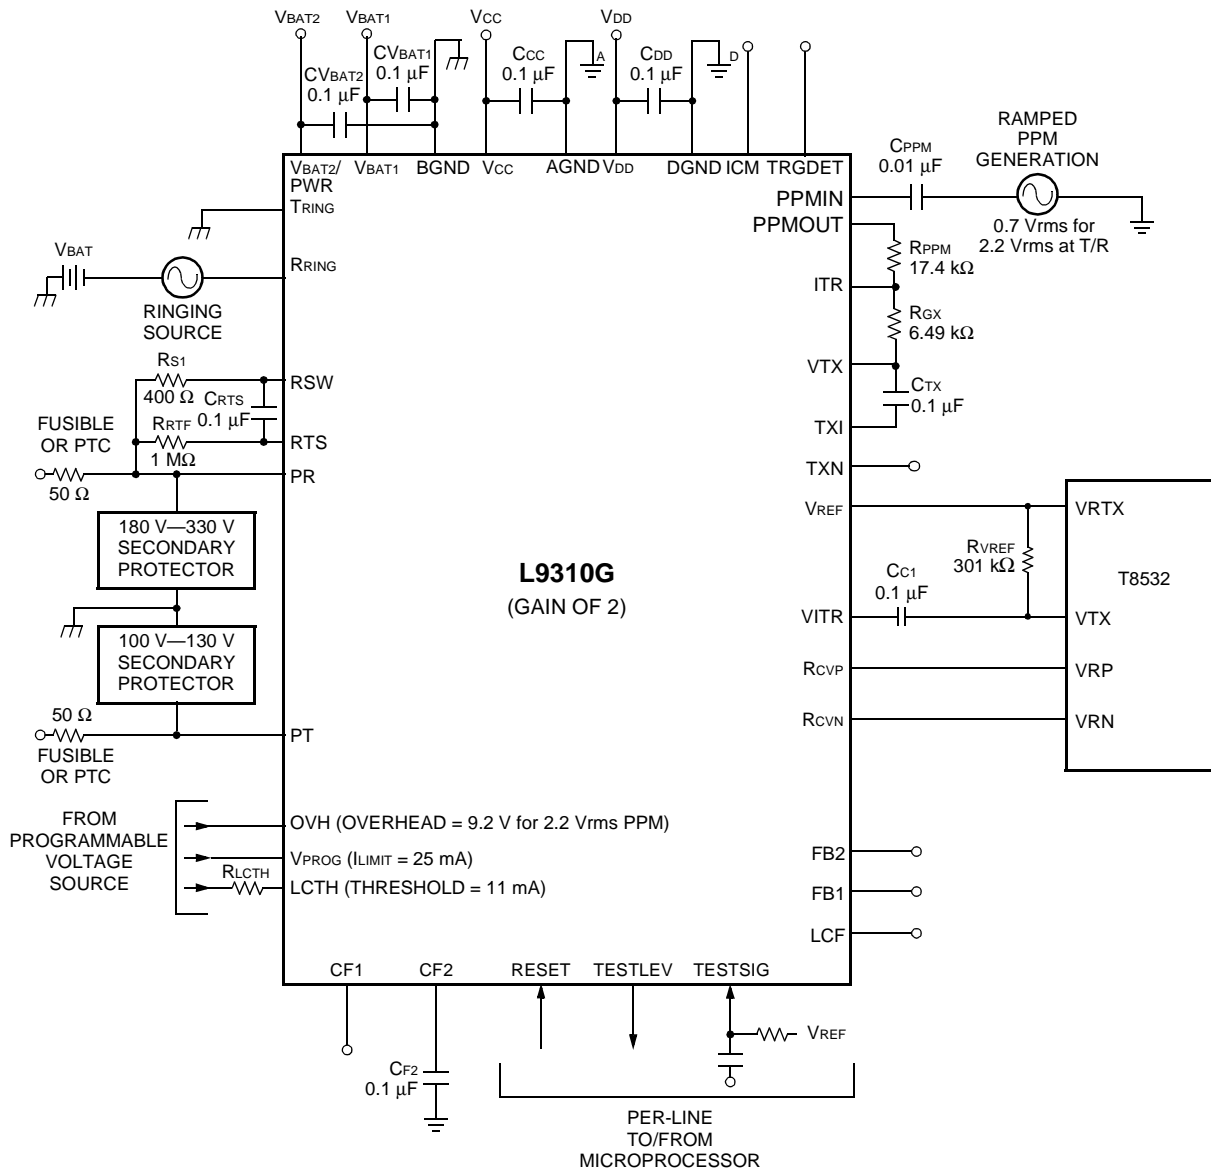 VBAT2
VBAT1
VCC
VDD
CVBAT2
0.1 µF
CVBAT1
0.1 µF
CCC
0.1 µF
A
CDD
0.1 µF
D
VBAT2/
PWR
VBAT1
BGND
VCC
AGND
VDD
DGND
ICM
TRGDET
CPPM
0.01 µF
RAMPED
PPM
GENERATION
0.7 Vrms for
2.2 Vrms at T/R
TRING
VBAT
RRING
RINGING
SOURCE
RS1
400 Ω
RSW
CRTS
0.1 µF
RRTF
1 MΩ
RTS
FUSIBLE
OR PTC
50 Ω
PR
180 V—330 V
SECONDARY
PROTECTOR
100 V—130 V
SECONDARY
PROTECTOR
50 Ω
PT
FUSIBLE
OR PTC
FROM
PROGRAMMABLE
VOLTAGE
SOURCE
OVH (OVERHEAD = 9.2 V for 2.2 Vrms PPM)
VPROG (ILIMIT = 25 mA)
RLCTH
LCTH (THRESHOLD = 11 mA)
L9310G
(GAIN OF 2)
PPMIN
PPMOUT
RPPM
17.4 kΩ
ITR
RGX
6.49 kΩ
VTX
CTX
0.1 µF
TXI
TXN
VREF
RVREF
301 kΩ
CC1
0.1 µF
VITR
RCVP
RCVN
VRTX
T8532
VTX
VRP
VRN
FB2
FB1
LCF
CF1
CF2
RESET
TESTLEV
TESTSIG
VREF
CF2
0.1 µF
PER-LINE
TO/FROM
MICROPROCESSOR